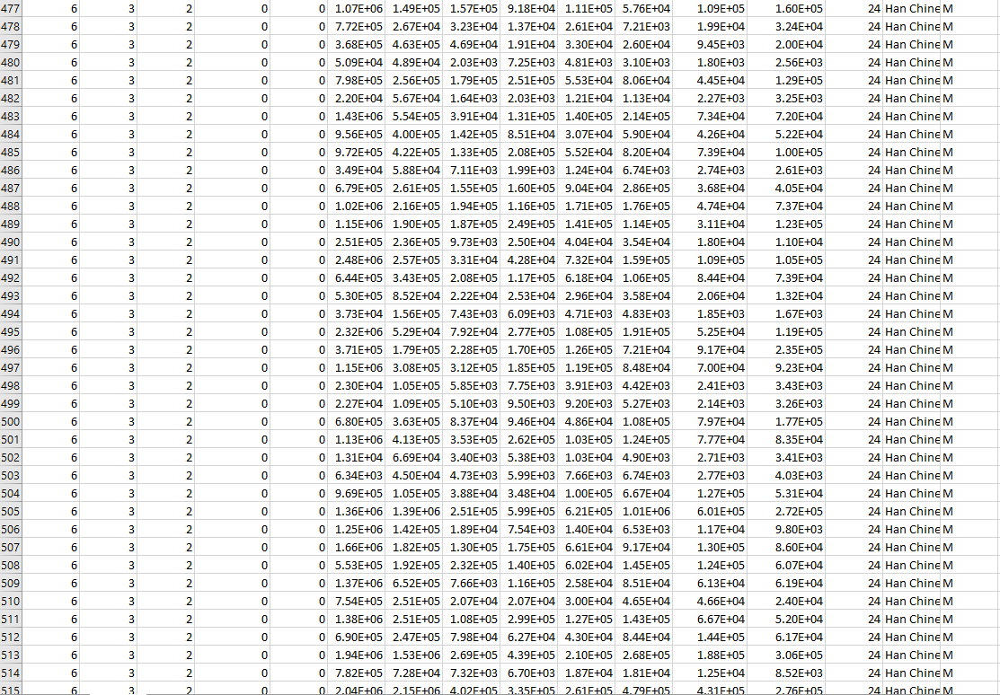 477 6 3 2 0 0 1.07E+06 1.49E+05 1.57E+05 9.18E+04 1.11E+05 5.76E+04 1.09E+05 1.60E+05 24 Han Chine M
478 6 3 2 0 0 7.72E+05 2.67E+04 3.23E+04 1.37E+04 2.61E+04 7.21E+03 1.99E+04 3.24E+04 24 Han Chine M
479 6 3 2 0 0 3.68E+05 4.63E+05 4.69E+04 1.91E+04 3.30E+04 2.60E+04 9.45E+03 2.00E+04 24 Han Chine M
480 6 3 2 0 0 5.09E+04 4.89E+04 2.03E+03 7.25E+03 4.81E+03 3.10E+03 1.80E+03 2.56E+03 24 Han Chine M
481 6 3 2 0 0 7.98E+05 2.56E+05 1.79E+05 2.51E+05 5.53E+04 8.06E+04 4.45E+04 1.29E+05 24 Han Chine M
482 6 3 2 0 0 2.20E+04 5.67E+04 1.64E+03 2.03E+03 1.21E+04 1.13E+04 2.27E+03 3.25E+03 24 Han Chine M
483 6 3 2 0 0 1.43E+06 5.54E+05 3.91E+04 1.31E+05 1.40E+05 2.14E+05 7.34E+04 7.20E+04 24 Han Chine M
484 6 3 2 0 0 9.56E+05 4.00E+05 1.42E+05 8.51E+04 3.07E+04 5.90E+04 4.26E+04 5.22E+04 24 Han Chine M
485 6 3 2 0 0 9.72E+05 4.22E+05 1.33E+05 2.08E+05 5.52E+04 8.20E+04 7.39E+04 1.00E+05 24 Han Chine M
486 6 3 2 0 0 3.49E+04 5.88E+04 7.11E+03 1.99E+03 1.24E+04 6.74E+03 2.74E+03 2.61E+03 24 Han Chine M
487 6 3 2 0 0 6.79E+05 2.61E+05 1.55E+05 1.60E+05 9.04E+04 2.86E+05 3.68E+04 4.05E+04 24 Han Chine M
488 6 3 2 0 0 1.02E+06 2.16E+05 1.94E+05 1.16E+05 1.71E+05 1.76E+05 4.74E+04 7.37E+04 24 Han Chine M
489 6 3 2 0 0 1.15E+06 1.90E+05 1.87E+05 2.49E+05 1.41E+05 1.14E+05 3.11E+04 1.23E+05 24 Han Chine M
490 6 3 2 0 0 2.51E+05 2.36E+05 9.73E+03 2.50E+04 4.04E+04 3.54E+04 1.80E+04 1.10E+04 24 Han Chine M
491 6 3 2 0 0 2.48E+06 2.57E+05 3.31E+04 4.28E+04 7.32E+04 1.59E+05 1.09E+05 1.05E+05 24 Han Chine M
492 6 3 2 0 0 6.44E+05 3.43E+05 2.08E+05 1.17E+05 6.18E+04 1.06E+05 8.44E+04 7.39E+04 24 Han Chine M
493 6 3 2 0 0 5.30E+05 8.52E+04 2.22E+04 2.53E+04 2.96E+04 3.58E+04 2.06E+04 1.32E+04 24 Han Chine M
494 6 3 2 0 0 3.73E+04 1.56E+05 7.43E+03 6.09E+03 4.71E+03 4.83E+03 1.85E+03 1.67E+03 24 Han Chine M
495 6 3 2 0 0 2.32E+06 5.29E+04 7.92E+04 2.77E+05 1.08E+05 1.91E+05 5.25E+04 1.19E+05 24 Han Chine M
496 6 3 2 0 0 3.71E+05 1.79E+05 2.28E+05 1.70E+05 1.26E+05 7.21E+04 9.17E+04 2.35E+05 24 Han Chine M
497 6 3 2 0 0 1.15E+06 3.08E+05 3.12E+05 1.85E+05 1.19E+05 8.48E+04 7.00E+04 9.23E+04 24 Han Chine M
498 6 3 2 0 0 2.30E+04 1.05E+05 5.85E+03 7.75E+03 3.91E+03 4.42E+03 2.41E+03 3.43E+03 24 Han Chine M
499 6 3 2 0 0 2.27E+04 1.09E+05 5.10E+03 9.50E+03 9.20E+03 5.27E+03 2.14E+03 3.26E+03 24 Han Chine M
500 6 3 2 0 0 6.80E+05 3.63E+05 8.37E+04 9.46E+04 4.86E+04 1.08E+05 7.97E+04 1.77E+05 24 Han Chine M
501 6 3 2 0 0 1.13E+06 4.13E+05 3.53E+05 2.62E+05 1.03E+05 1.24E+05 7.77E+04 8.35E+04 24 Han Chine M
502 6 3 2 0 0 1.31E+04 6.69E+04 3.40E+03 5.38E+03 1.03E+04 4.90E+03 2.71E+03 3.41E+03 24 Han Chine M
503 6 3 2 0 0 6.34E+03 4.50E+04 4.73E+03 5.99E+03 7.66E+03 6.74E+03 2.77E+03 4.03E+03 24 Han Chine M
504 6 3 2 0 0 9.69E+05 1.05E+05 3.88E+04 3.48E+04 1.00E+05 6.67E+04 1.27E+05 5.31E+04 24 Han Chine M
505 6 3 2 0 0 1.36E+06 1.39E+06 2.51E+05 5.99E+05 6.21E+05 1.01E+06 6.01E+05 2.72E+05 24 Han Chine M
506 6 3 2 0 0 1.25E+06 1.42E+05 1.89E+04 7.54E+03 1.40E+04 6.53E+03 1.17E+04 9.80E+03 24 Han Chine M
507 6 3 2 0 0 1.66E+06 1.82E+05 1.30E+05 1.75E+05 6.61E+04 9.17E+04 1.30E+05 8.60E+04 24 Han Chine M
508 6 3 2 0 0 5.53E+05 1.92E+05 2.32E+05 1.40E+05 6.02E+04 1.45E+05 1.24E+05 6.07E+04 24 Han Chine M
509 6 3 2 0 0 1.37E+06 6.52E+05 7.66E+03 1.16E+05 2.58E+04 8.51E+04 6.13E+04 6.19E+04 24 Han Chine M
510 6 3 2 0 0 7.54E+05 2.51E+05 2.07E+04 2.07E+04 3.00E+04 4.65E+04 4.66E+04 2.40E+04 24 Han Chine M
511 6 3 2 0 0 1.38E+06 2.51E+05 1.08E+05 2.99E+05 1.27E+05 1.43E+05 6.67E+04 5.20E+04 24 Han Chine M
512 6 3 2 0 0 6.90E+05 2.47E+05 7.98E+04 6.27E+04 4.30E+04 8.44E+04 1.44E+05 6.17E+04 24 Han Chine M
513 6 3 2 0 0 1.94E+06 1.53E+06 2.69E+05 4.39E+05 2.10E+05 2.68E+05 1.88E+05 3.06E+05 24 Han Chine M
514 6 3 2 0 0 7.82E+05 7.28E+04 7.32E+03 6.70E+03 1.87E+04 1.81E+04 1.25E+04 8.52E+03 24 Han Chine M
515 6 3 2 0 0 2.04E+06 2.15E+06 4.02E+05 3.35E+05 2.61E+05 4.79E+05 4.31E+05 2.76E+05 24 Han Chine M